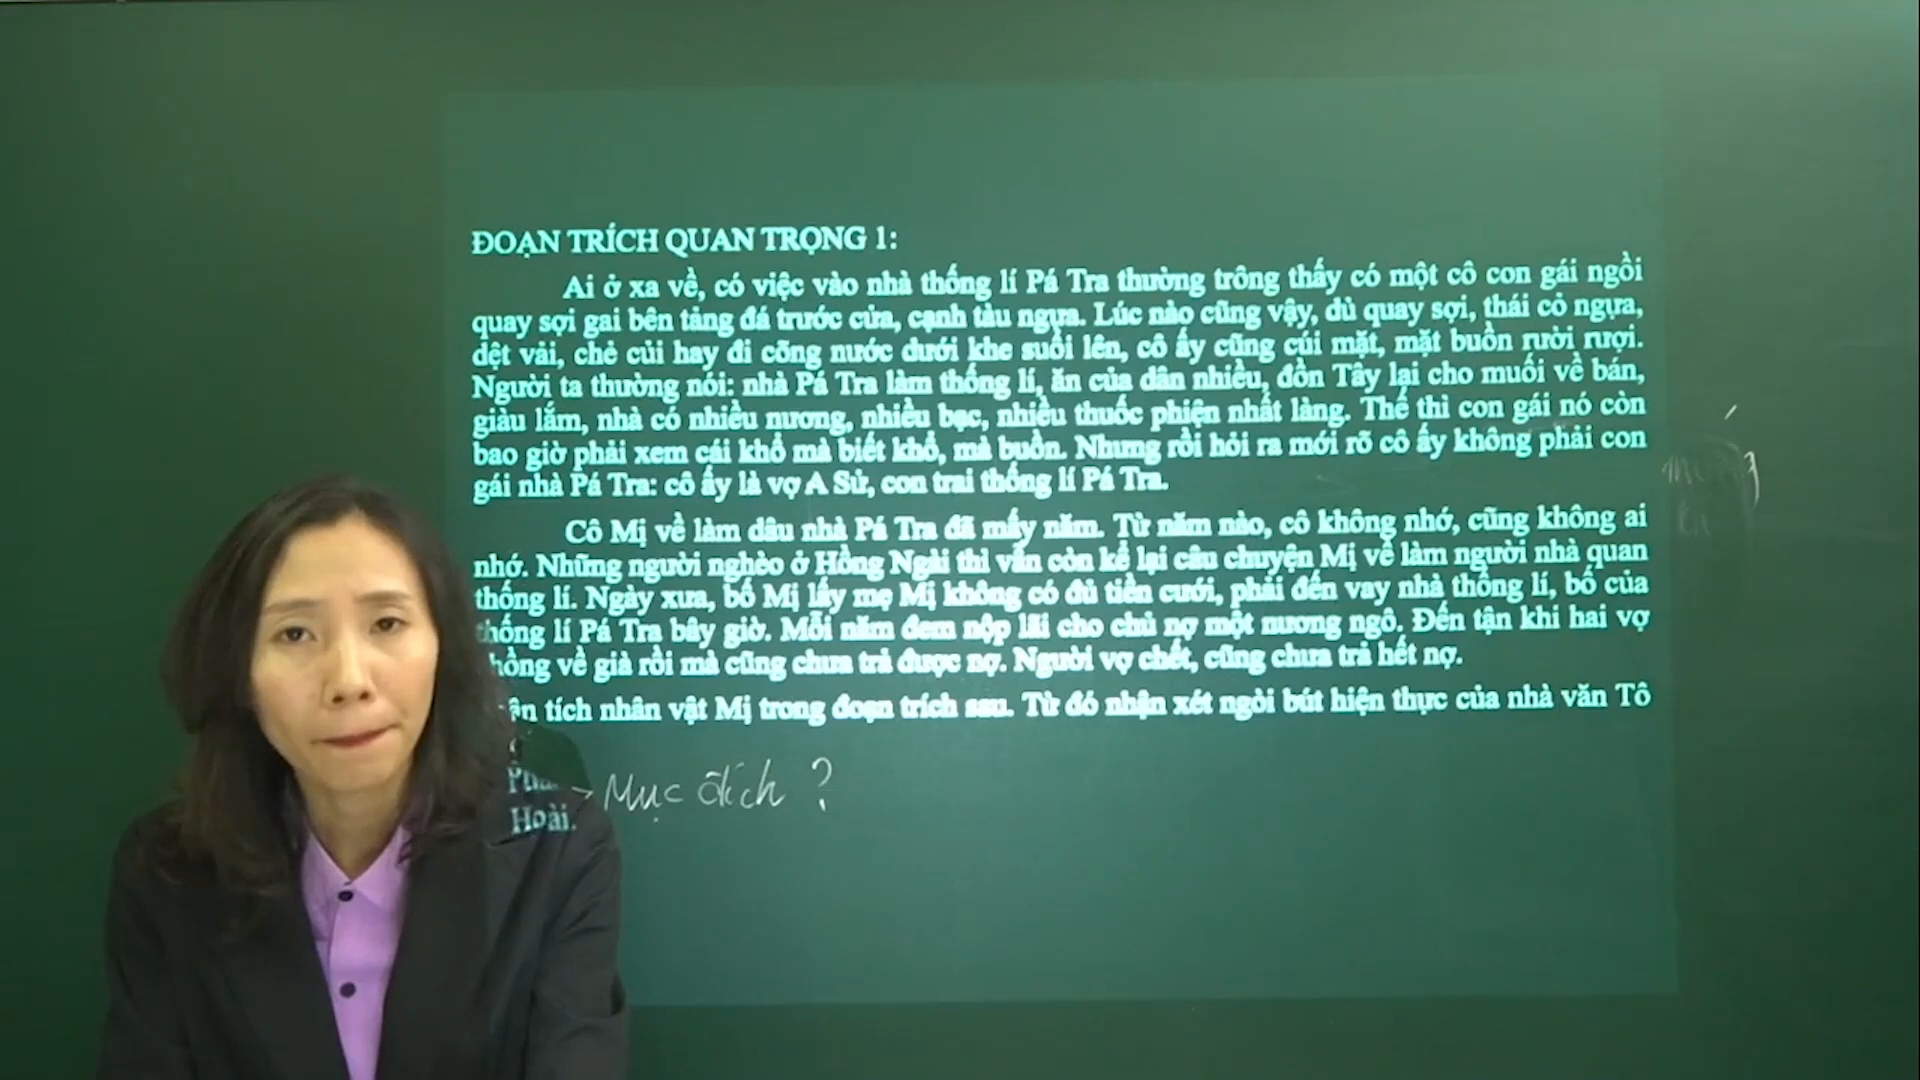 ĐOẠN TRÍCH QUAN TRỌNG 1:
Ai ở xa về, có việc vào nhà thống lí Pá Tra thường trông thấy có một cô con gái ngồi
quay sợi gai bên tảng đá trước cửa, cạnh tàu ngựa. Lúc nào cũng vậy, dù quay sợi, thái cỏ ngựa,
dệt vải, chẻ củi hay đi cõng nước dưới khe suối lên, cô ấy cũng cúi mặt, mặt buồn rười rượi.
Người ta thường nói: nhà Pá Tra làm thống lí, ăn của dân nhiều, đồn Tây lại cho muối về bán,
giàu lắm, nhà có nhiều nương, nhiều bạc, nhiều thuốc phiện nhất làng. Thế thì con gái nó còn
bao giờ phải xem cái khổ mà biết khổ, mà buồn. Nhưng rồi hỏi ra mới rõ cô ấy không phải con
gái nhà Pá Tra: cô ấy là vợ A Sử, con trai thống lí Pá Tra.
Cô Mị về làm dâu nhà Pá Tra đã mấy năm. Từ năm nào, cô không nhớ, cũng không ai
nhớ. Những người nghèo ở Hồng Ngài thì vẫn còn kể lại câu chuyện Mị về làm người nhà quan
thống lí. Ngày xưa, bố Mị lấy mẹ Mị không có đủ tiền cưới, phải đến vay nhà thống lí, bố của
thống lí Pá Tra bây giờ. Mỗi năm đem nộp lãi cho chủ nợ một nương ngô. Đến tận khi hai vợ
hồng về già rồi mà cũng chưa trả được nợ. Người vợ chết, cũng chưa trả hết nợ.
tích nhân vật Mị trong đoạn trích sau. Từ đó nhận xét ngòi bút hiện thực của nhà văn Tô
Mục đích ?
Hoài.